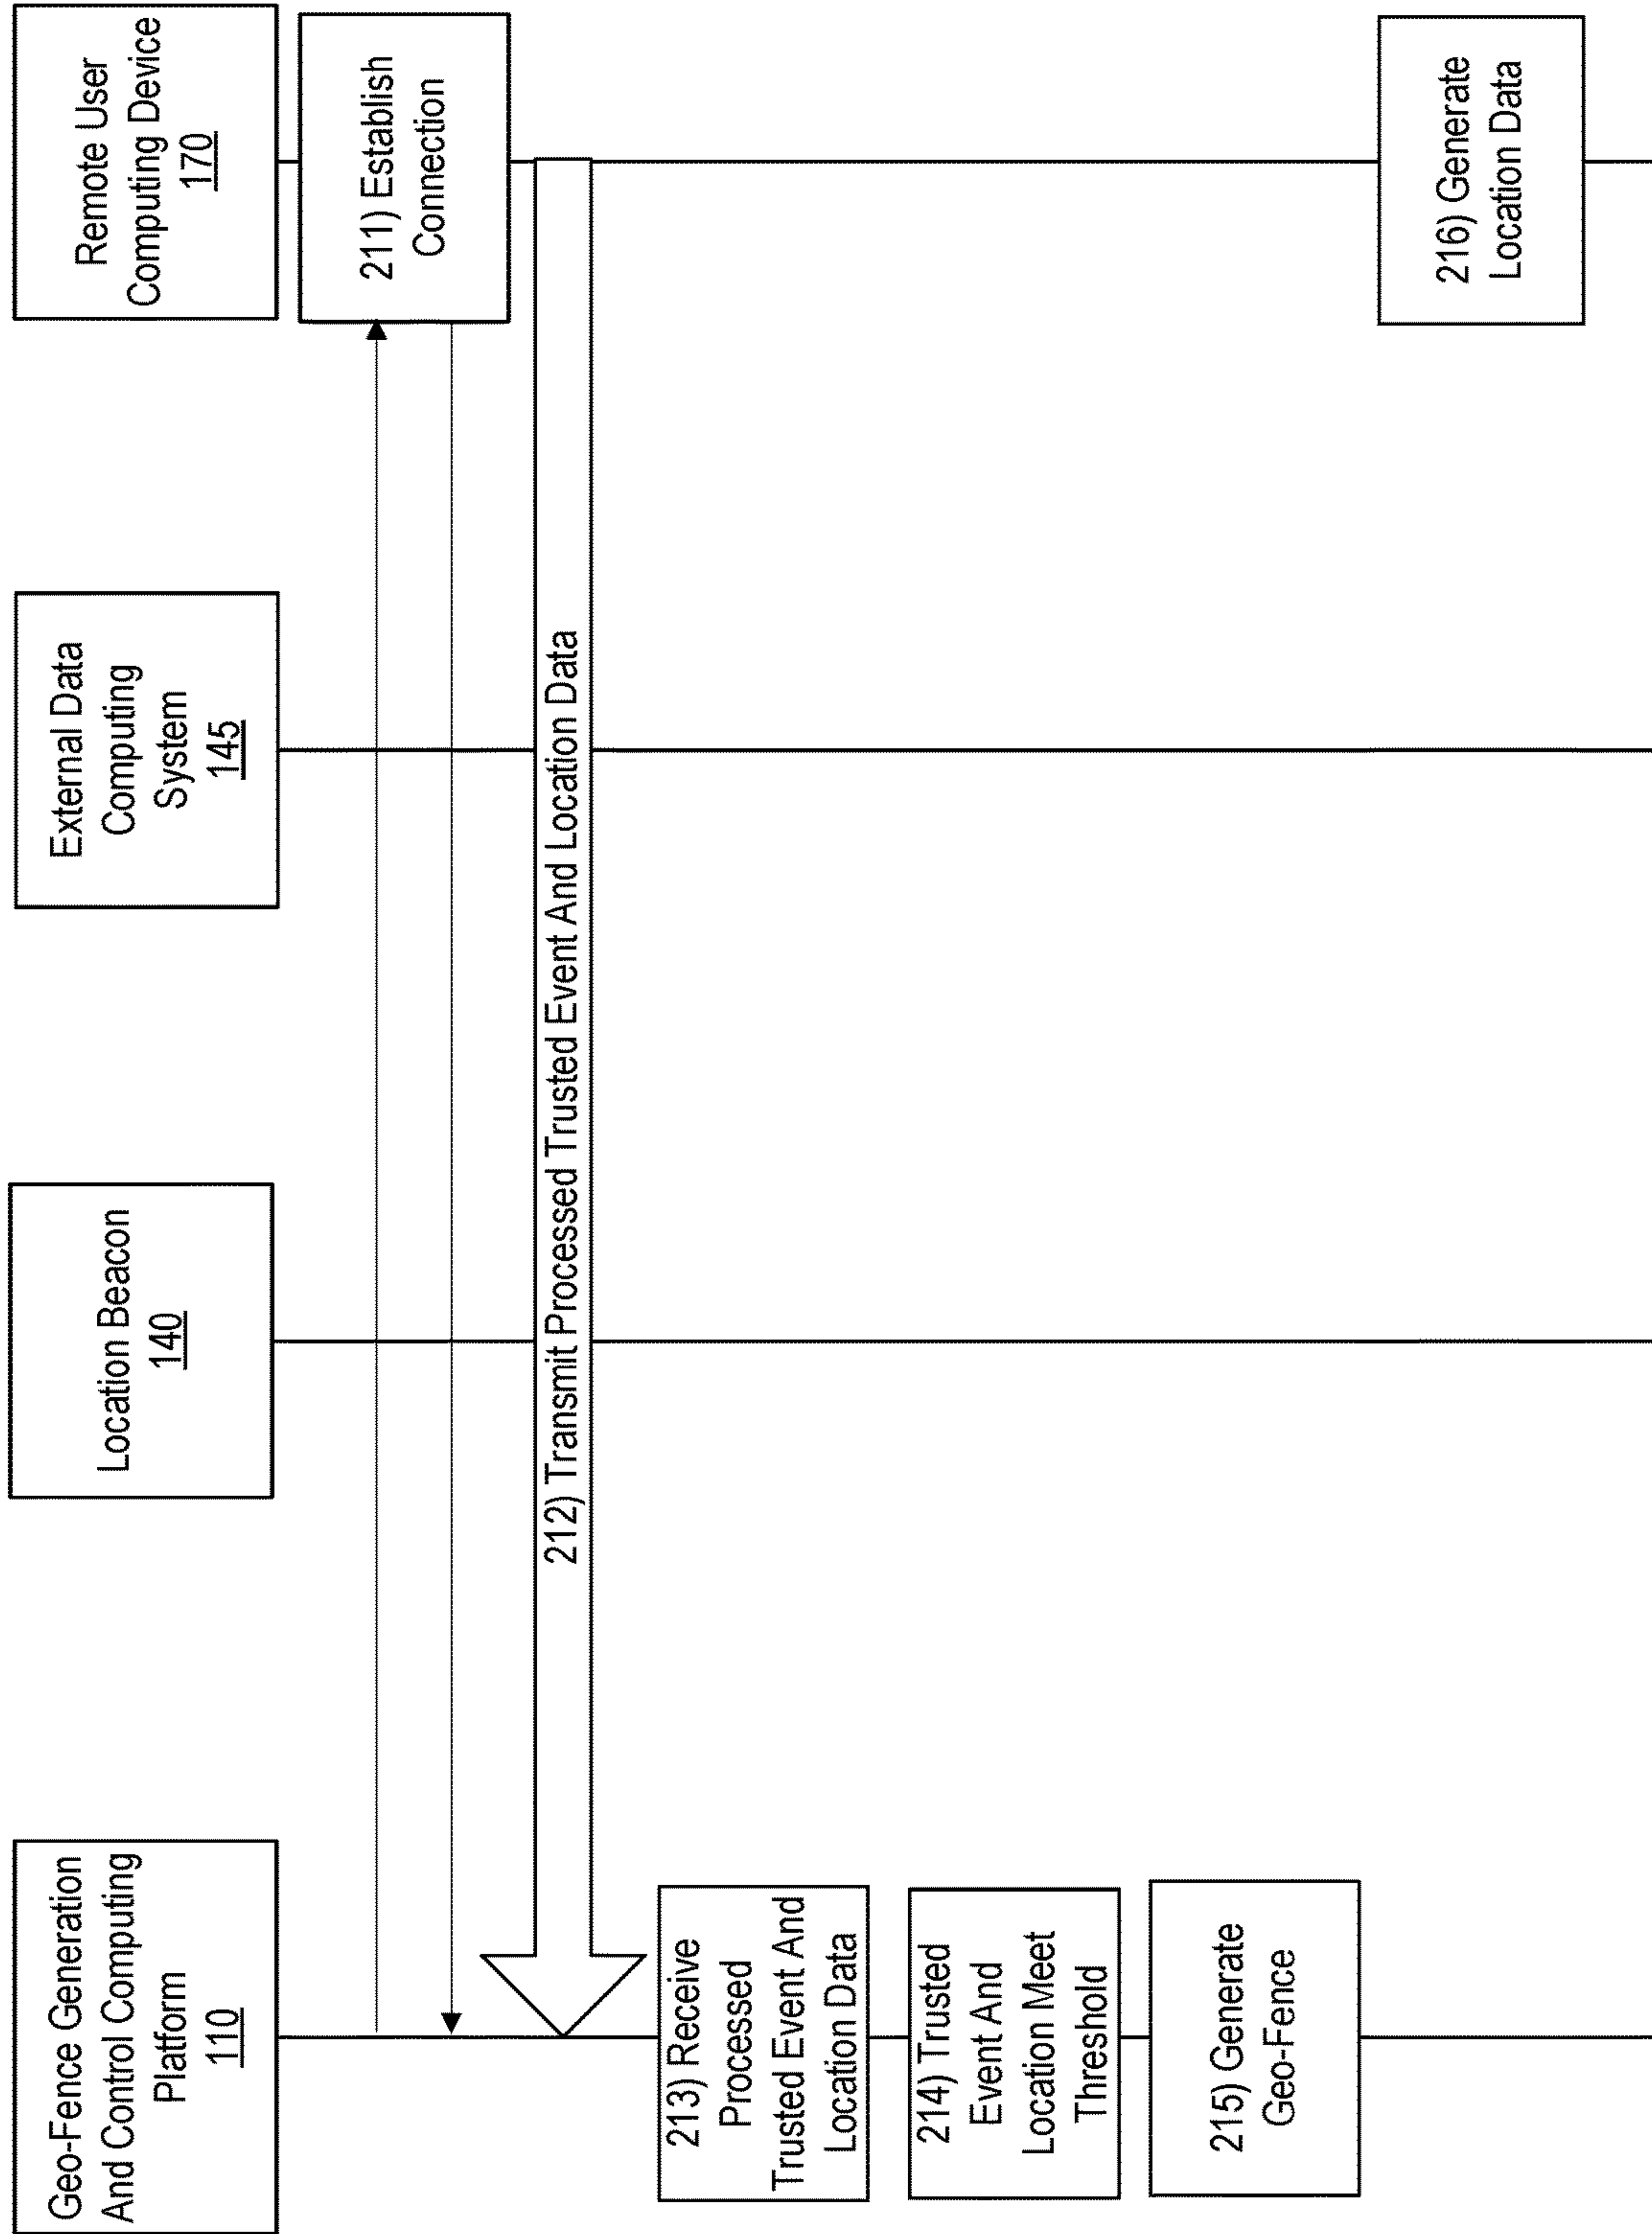 Geo-Fence Generation
And Control Computing
Platform
110
Location Beacon
140
External Data
Computing
System
145
Remote User
Computing Device
170
211) Establish
Connection
212) Transmit Processed Trusted Event And Location Data
213) Receive
Processed
Trusted Event And
Location Data
214) Trusted
Event And
Location Meet
Threshold
215) Generate
Geo-Fence
216) Generate
Location Data